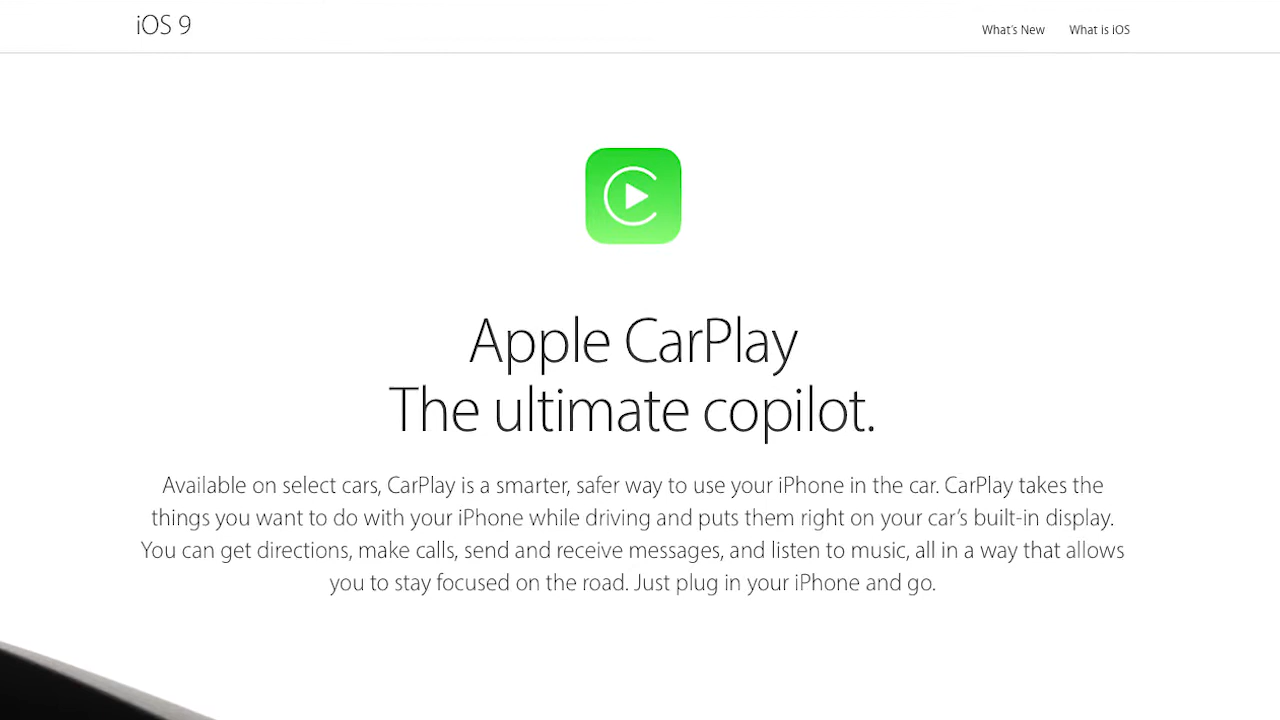 iOS 9
What's New
What is iOS
Apple CarPlay
The ultimate copilot.
Available on select cars, CarPlay is a smarter, safer way to use your iPhone in the car. CarPlay takes the
things you want to do with your iPhone while driving and puts them right on your car’s built-in display.
You can get directions, make calls, send and receive messages, and listen to music, all in a way that allows
you to stay focused on the road. Just plug in your iPhone and go.